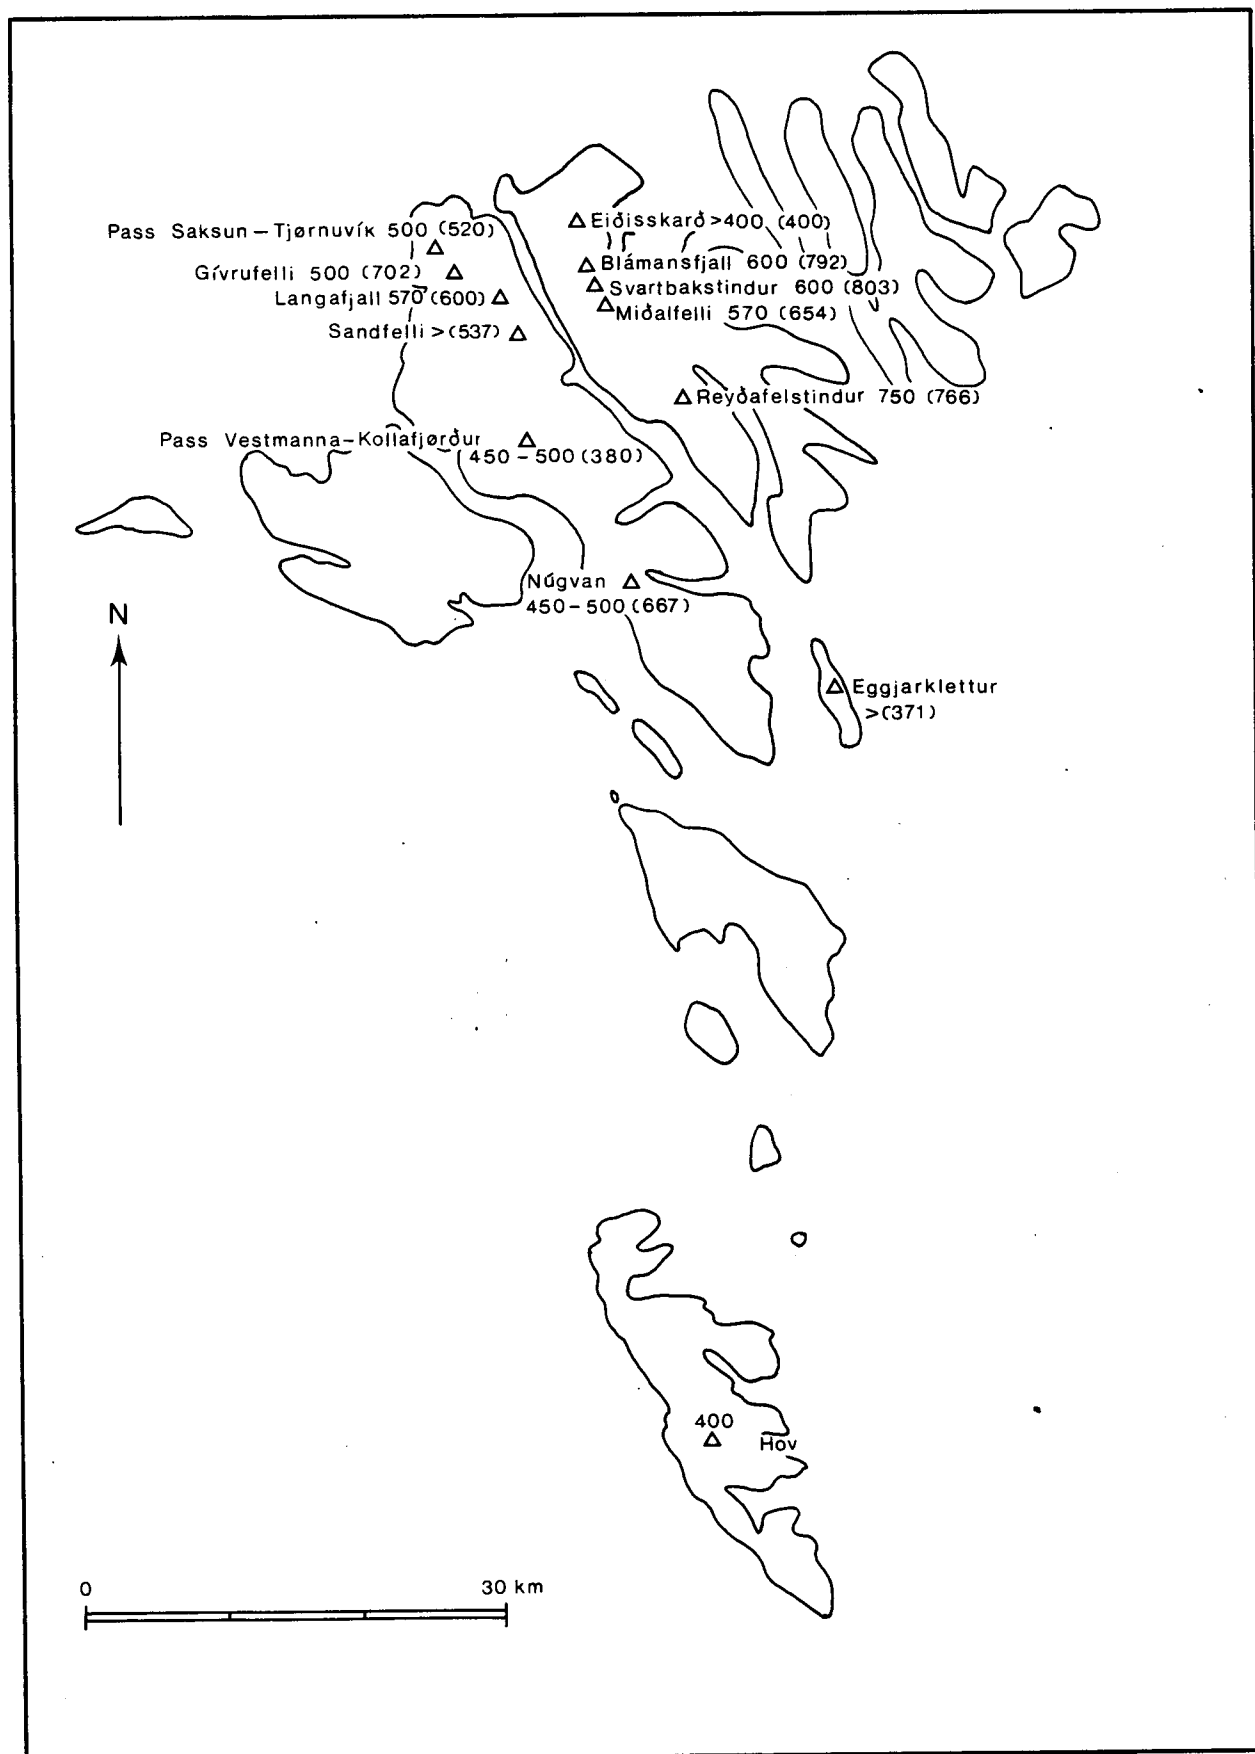 Pass Saksun – Tjørnuvík 500 (520)
Eiðisskarð >400 (400)
Gívrufelli 500 (702)
Blámansfjall 600 (792)
Langafjall 570 (600)
Svartbakstindur 600 (803)
Miðalfelli 570 (654)
Sandfelli >(537)
Reyðafelstindur 750 (766)
Pass Vestmanna–Kollafjørður
450 – 500 (380)
Núgvan
450 – 500 (667)
N
Eggjarklettur
>(371)
400
Hov
0 30 km